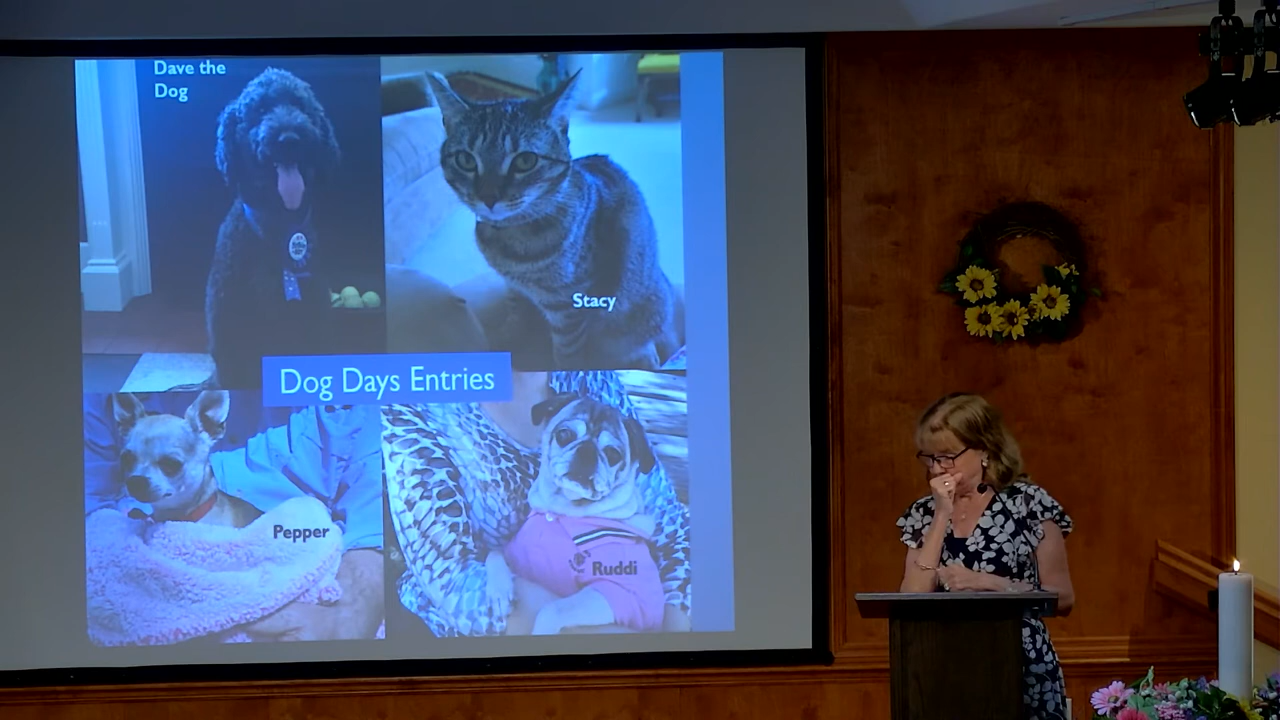 Dave the
Dog
Stacy
Dog Days Entries
Pepper
Ruddi